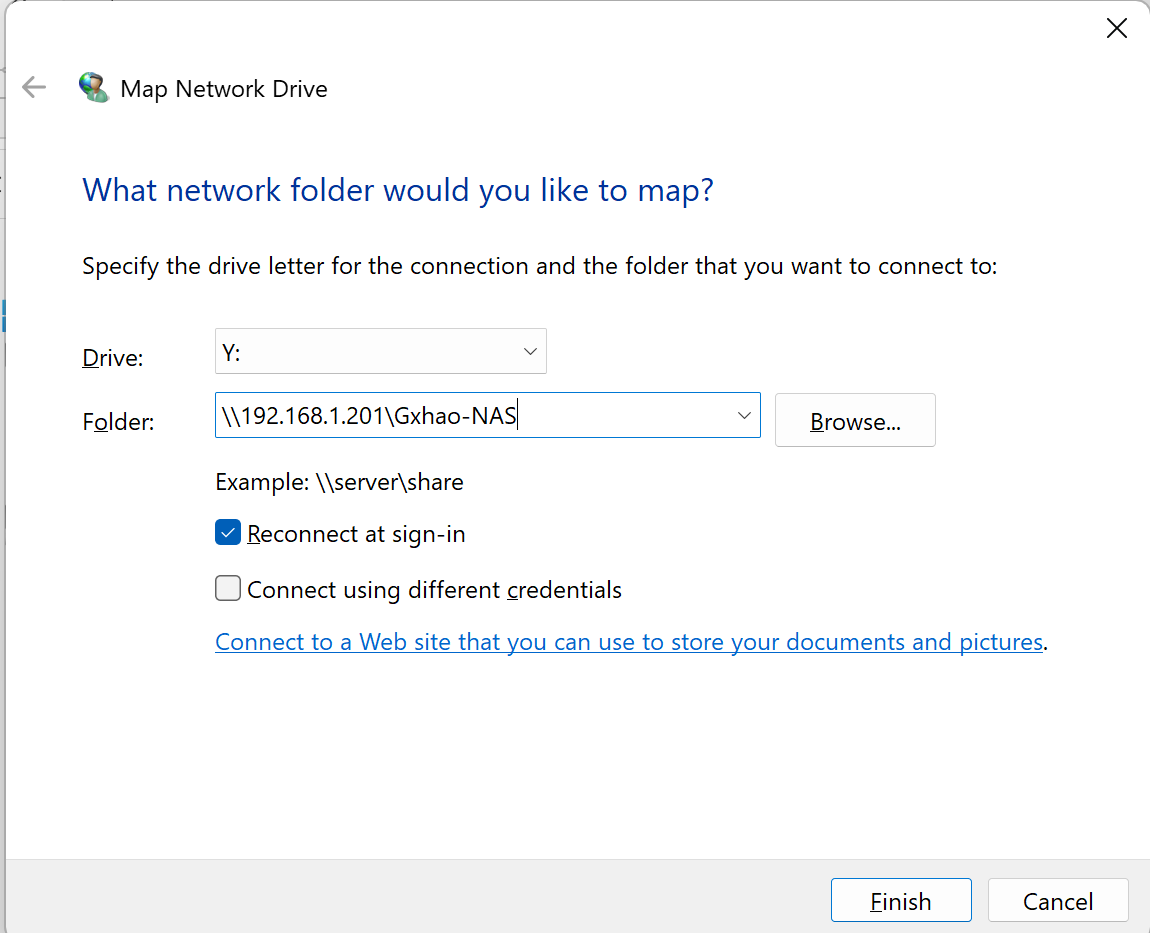 Map Network Drive
What network folder would you like to map?
Specify the drive letter for the connection and the folder that you want to connect to:
Drive: Y:
Folder: \\192.168.1.201\Gxhao-NAS Browse...
Example: \\server\share
Reconnect at sign-in
Connect using different credentials
Connect to a Web site that you can use to store your documents and pictures.
Finish Cancel